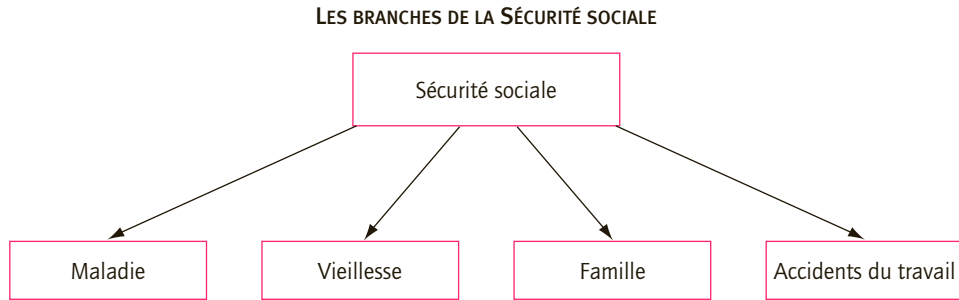 LES BRANCHES DE LA SÉCURITÉ SOCIALE
Sécurité sociale
Maladie
Vieillesse
Famille
Accidents du travail